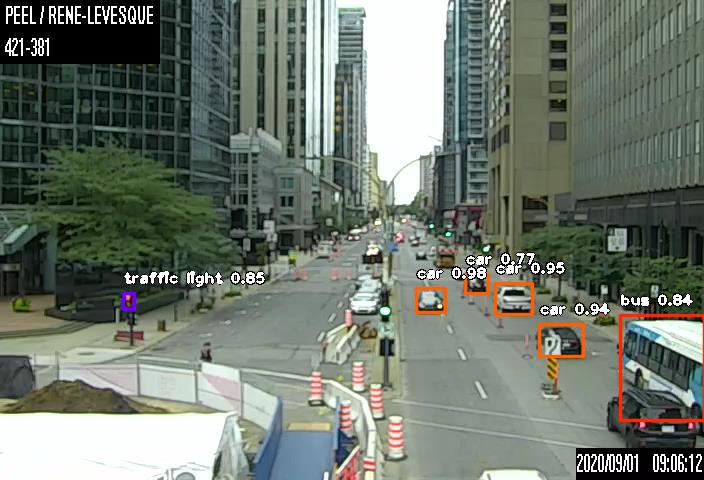 PEEL / RENE-LEVESQUE
421-381
traffic light 0.85
car 0.98
car 0.77
car 0.95
car 0.94
bus 0.84
2020/09/01 09:06:12